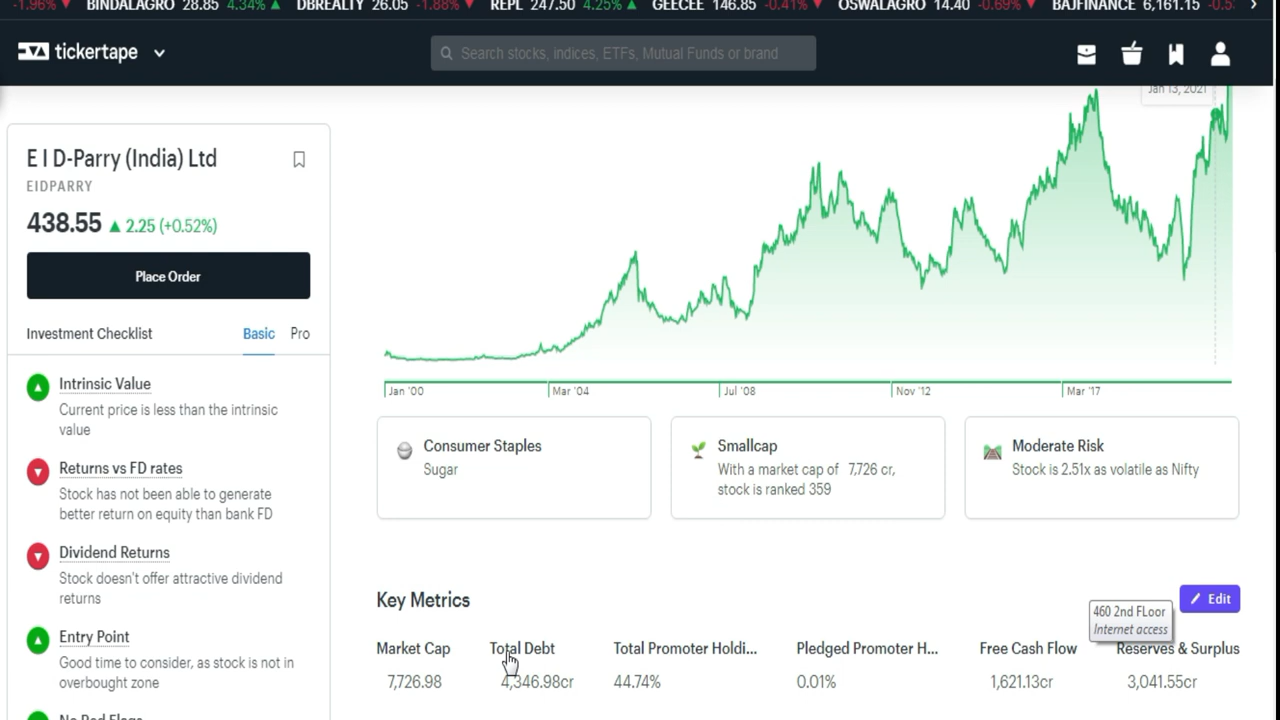 -1.96% ▼ BINDALAGRO 28.85 4.34% ▲ DBREALTY 26.05 -1.88% ▼ REPL 247.50 4.25% ▲ GEECEE 146.85 -0.41% ▼ OSWALAGRO 14.40 -0.69% ▼ BAJFINANCE 6,161.15
tickertape
Search stocks, indices, ETFs, Mutual Funds or brand
Jan 13, 2021
E I D-Parry (India) Ltd
EIDPARRY
438.55 ▲ 2.25 (+0.52%)
Place Order
Investment Checklist Basic Pro
Intrinsic Value
Current price is less than the intrinsic
value
Returns vs FD rates
Stock has not been able to generate
better return on equity than bank FD
Dividend Returns
Stock doesn't offer attractive dividend
returns
Entry Point
Good time to consider, as stock is not in
overbought zone
No Red Flags
Jan '00 Mar '04 Jul '08 Nov '12 Mar '17
Consumer Staples
Sugar
Smallcap
With a market cap of 7,726 cr,
stock is ranked 359
Moderate Risk
Stock is 2.51x as volatile as Nifty
Key Metrics
Edit
460 2nd FLoor
Internet access
Market Cap Total Debt Total Promoter Holdi... Pledged Promoter H... Free Cash Flow Reserves & Surplus
7,726.98 4,346.98cr 44.74% 0.01% 1,621.13cr 3,041.55cr